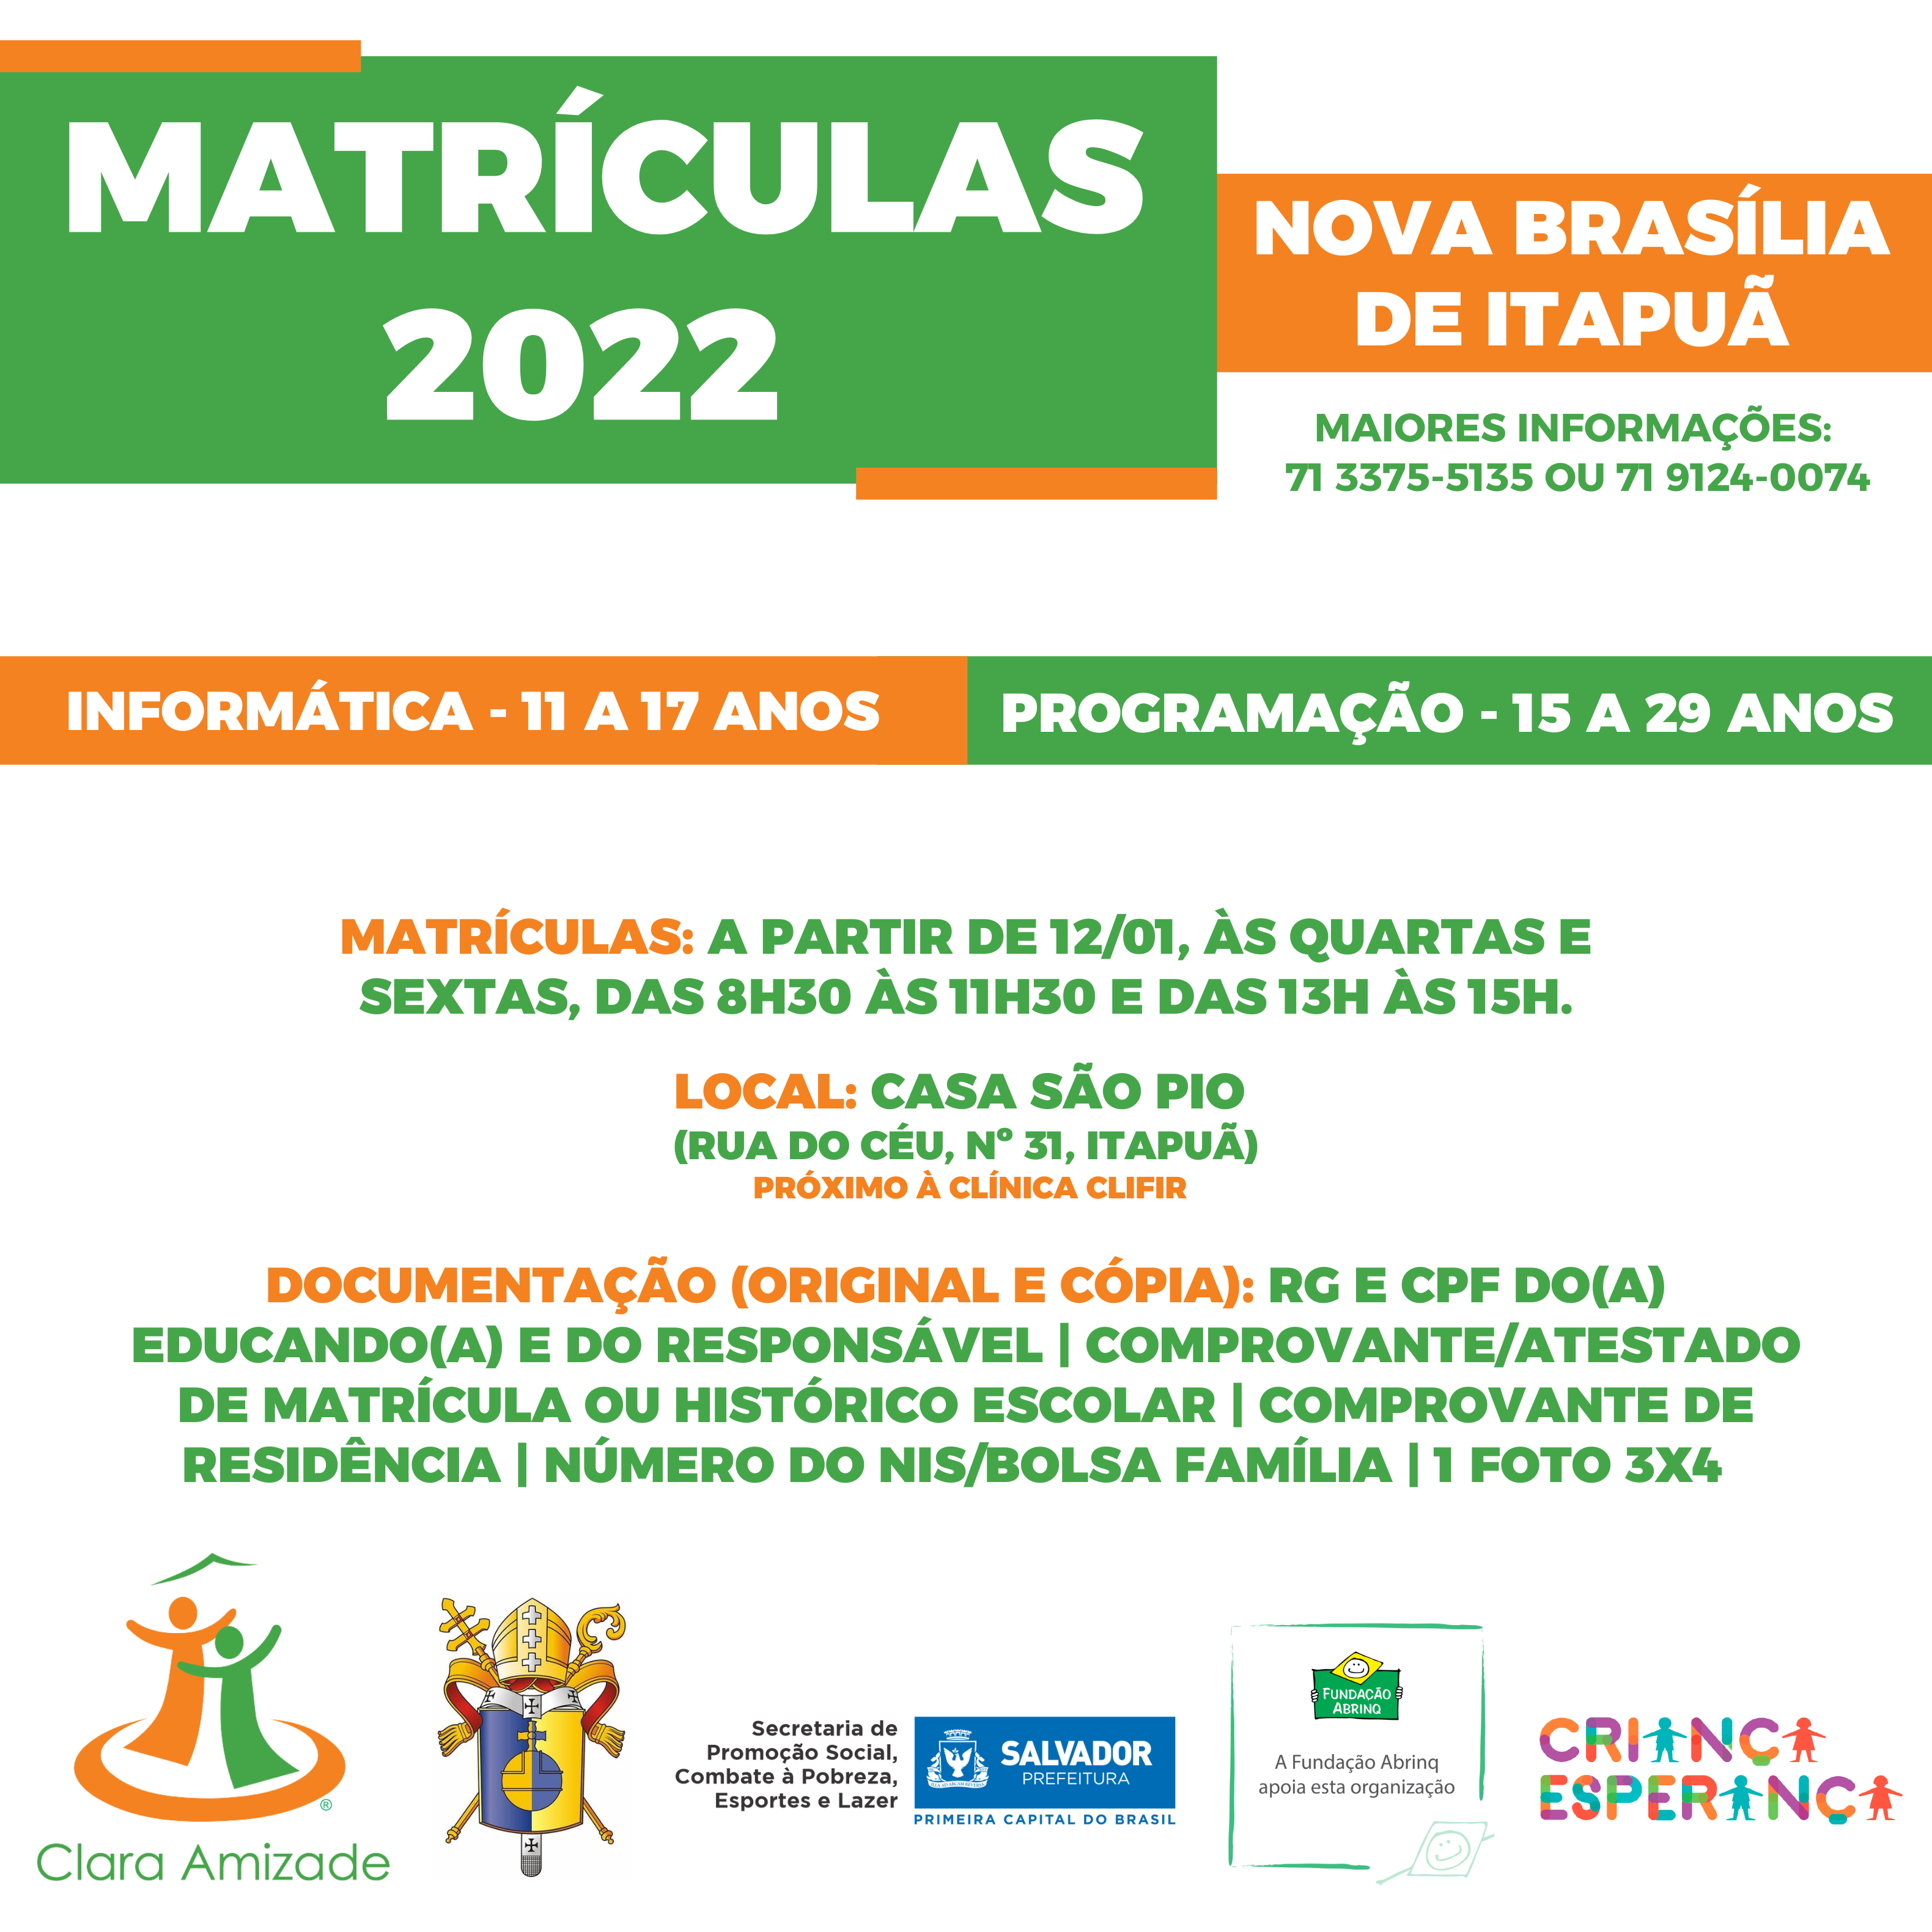 MATRÍCULAS
2022
NOVA BRASÍLIA
DE ITAPUÃ
MAIORES INFORMAÇÕES:
71 3375-5135 OU 71 9124-0074
INFORMÁTICA - 11 A 17 ANOS
PROGRAMAÇÃO - 15 A 29 ANOS
MATRÍCULAS: A PARTIR DE 12/01, ÀS QUARTAS E
SEXTAS, DAS 8H30 ÀS 11H30 E DAS 13H ÀS 15H.
LOCAL: CASA SÃO PIO
(RUA DO CÉU, Nº 31, ITAPUÃ)
PRÓXIMO À CLÍNICA CLIFIR
DOCUMENTAÇÃO (ORIGINAL E CÓPIA): RG E CPF DO(A)
EDUCANDO(A) E DO RESPONSÁVEL | COMPROVANTE/ATESTADO
DE MATRÍCULA OU HISTÓRICO ESCOLAR | COMPROVANTE DE
RESIDÊNCIA | NÚMERO DO NIS/BOLSA FAMÍLIA | 1 FOTO 3X4
®
Clara Amizade
Secretaria de
Promoção Social,
Combate à Pobreza,
Esportes e Lazer
SALVADOR
PREFEITURA
PRIMEIRA CAPITAL DO BRASIL
FUNDAÇÃO
ABRINQ
A Fundação Abrinq
apoia esta organização
CRIANÇA
ESPERANÇA